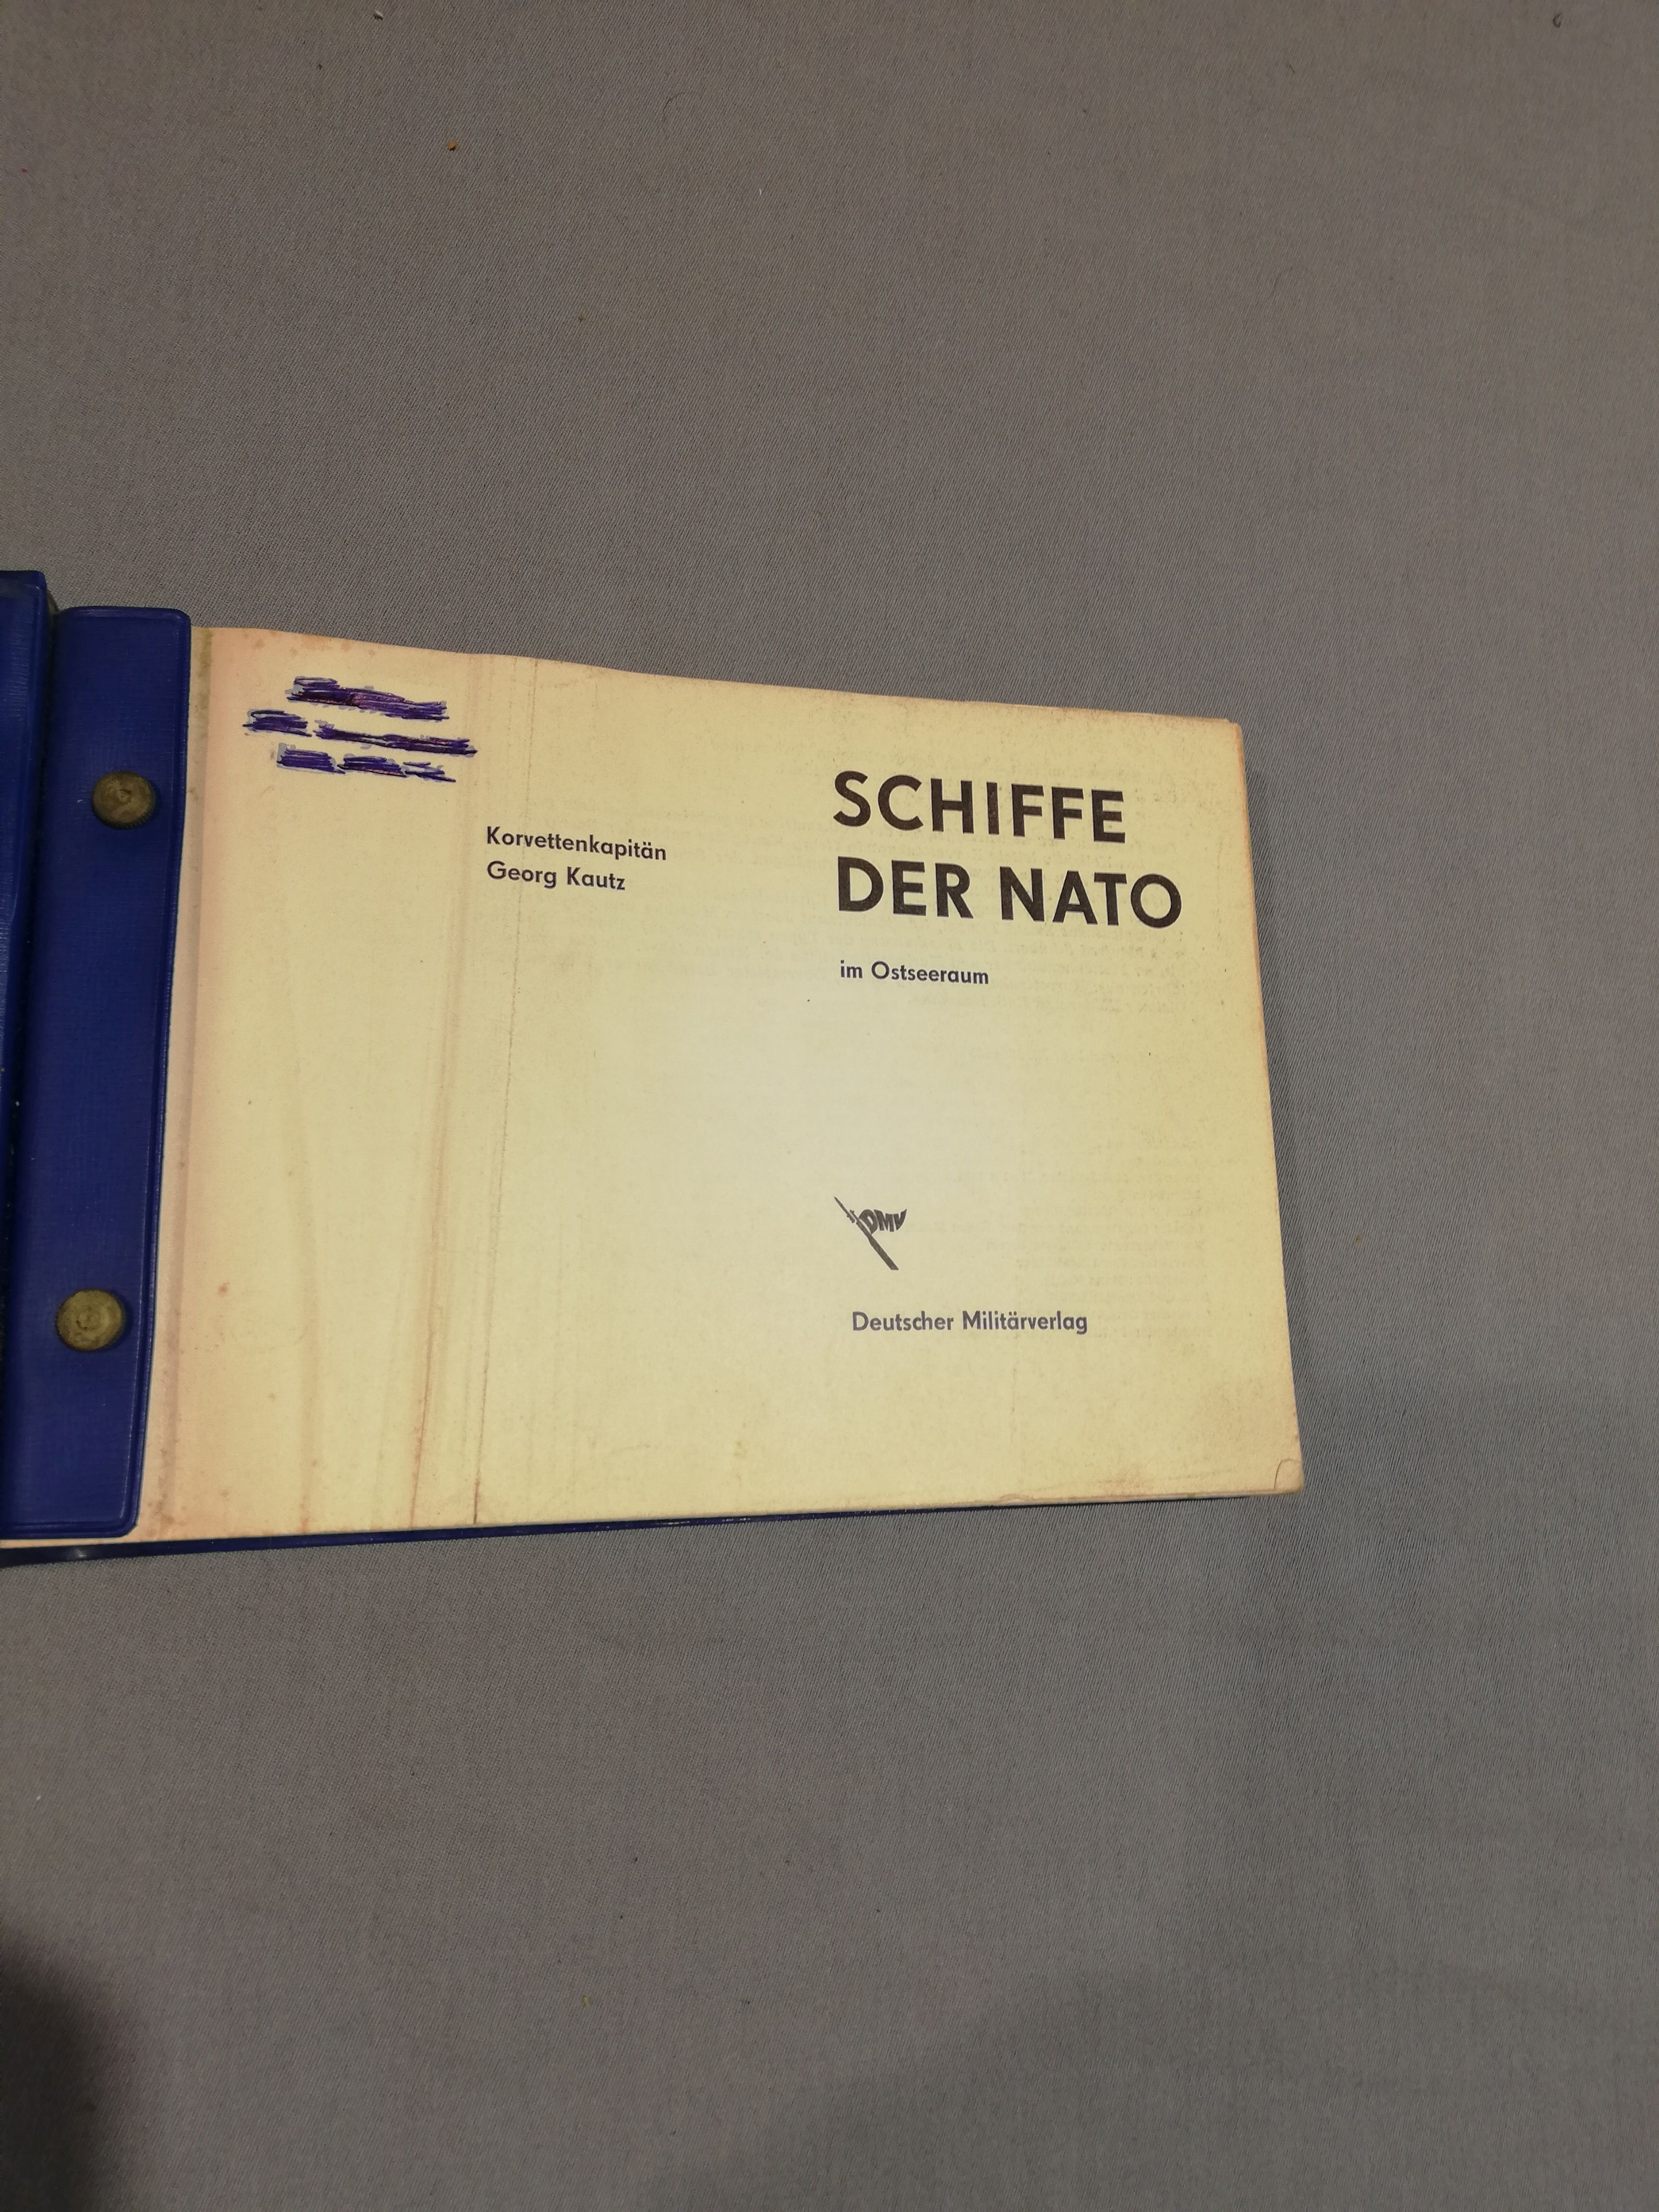 Korvettenkapitän
Georg Kautz
SCHIFFE
DER NATO
im Ostseeraum
DMV
Deutscher Militärverlag